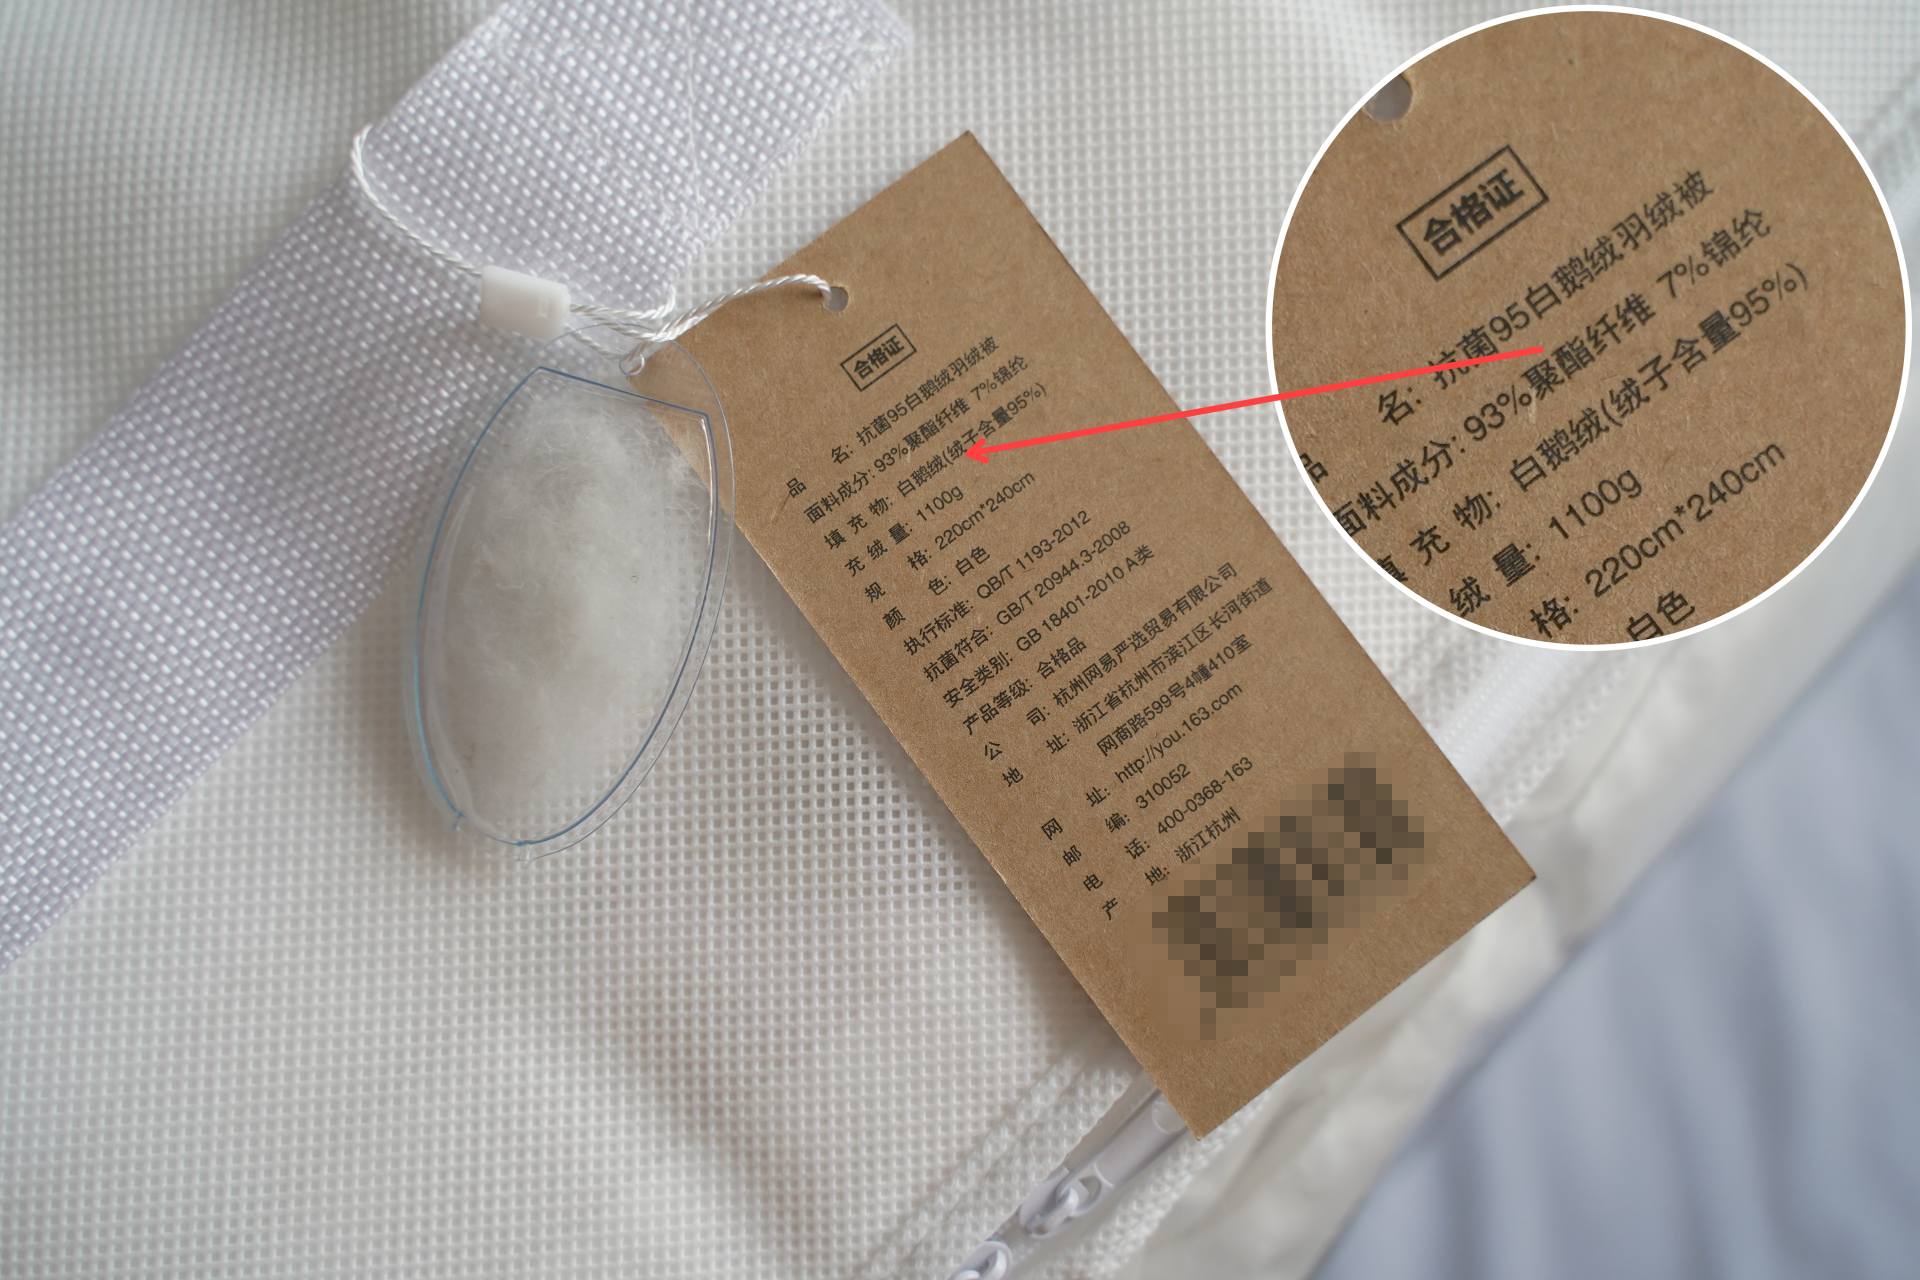 合格证
品 名: 抗菌95白鹅绒羽绒被
面料成分: 93%聚酯纤维 7%锦纶
填 充 物: 白鹅绒(绒子含量95%)
充 绒 量: 1100g
规 格: 220cm*240cm
颜 色: 白色
执行标准: QB/T 1193-2012
抗菌符合: GB/T 20944.3-2008
安全类别: GB 18401-2010 A类
产品等级: 合格品
公 司: 杭州网易严选贸易有限公司
地 址: 浙江省杭州市滨江区长河街道
网商路599号4幢410室
网 址: http://you.163.com
邮 编: 310052
电 话: 400-0368-163
产 地: 浙江杭州
合格证
品 名: 抗菌95白鹅绒羽绒被
面料成分: 93%聚酯纤维 7%锦纶
填 充 物: 白鹅绒(绒子含量95%)
绒 量: 1100g
格: 220cm*240cm
白色